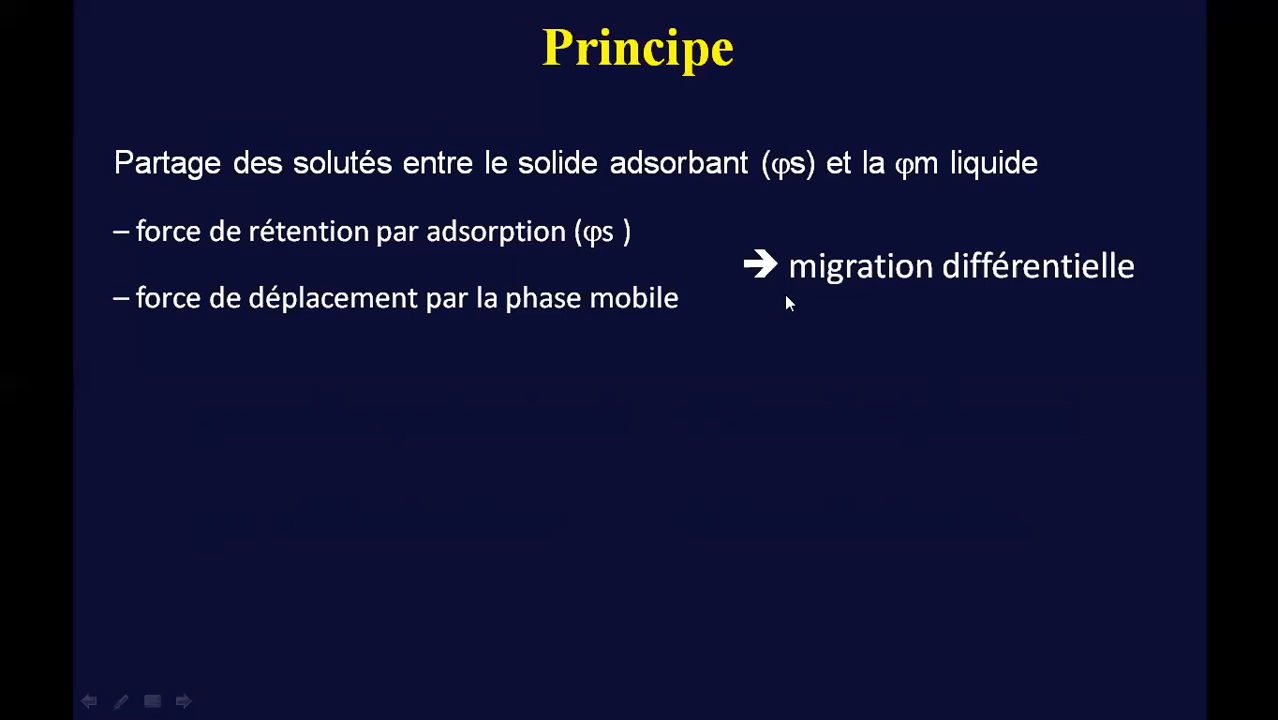 Principe
Partage des solutés entre le solide adsorbant (φs) et la φm liquide
– force de rétention par adsorption (φs )
➔ migration différentielle
– force de déplacement par la phase mobile